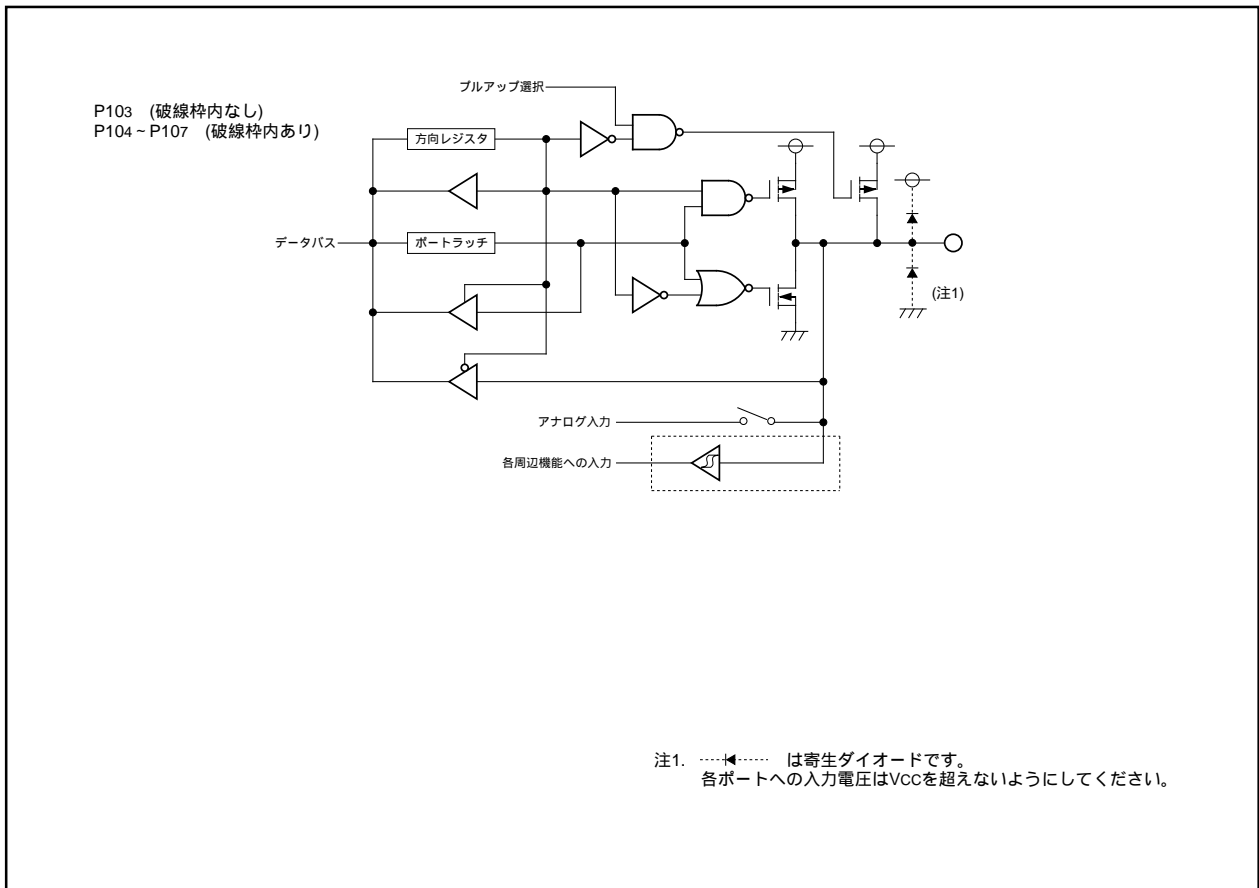 プルアップ選択
P103 (破線枠内なし)
P104～P107 (破線枠内あり)
方向レジスタ
データバス
ポートラッチ
(注1)
アナログ入力
各周辺機能への入力
注1. は寄生ダイオードです。
各ポートへの入力電圧はVCCを超えないようにしてください。